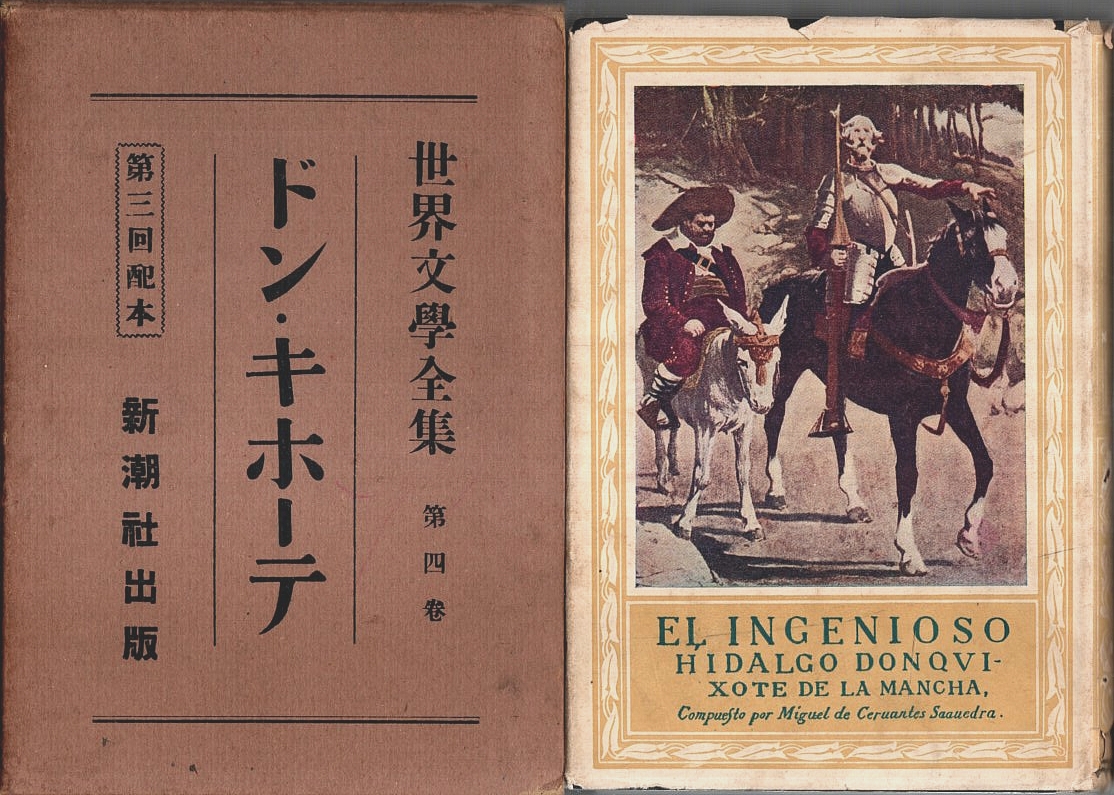 世界文學全集 第四卷
ドン・キホーテ
第三回配本
新潮社出版
EL INGENIOSO
HIDALGO DONQVI-
XOTE DE LA MANCHA,
Compueſto por Miguel de Ceruantes Saauedra.